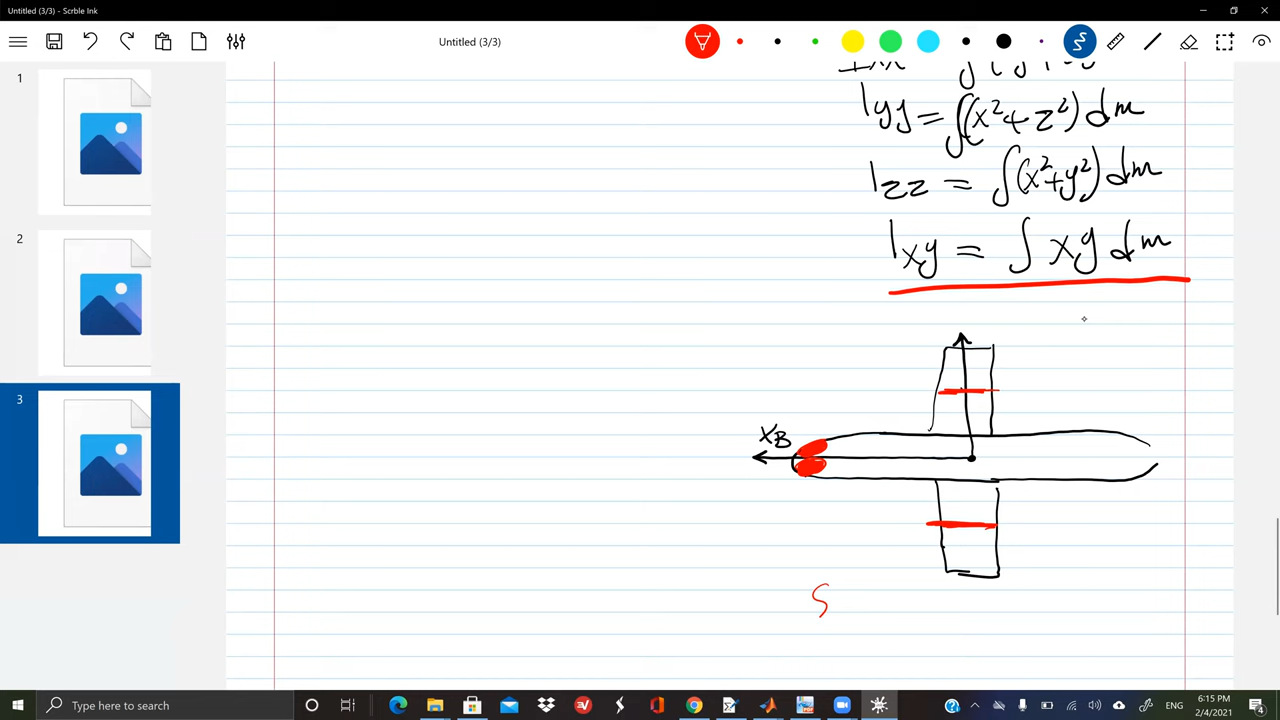 Untitled (3/3) - Scrble Ink
Untitled (3/3)
1
2
3
Iyy = ∫(x²+ z²) dm
Izz = ∫(x²+y²) dm
Ixy = ∫ xy dm
XB
S
Type here to search
6:15 PM
2/4/2021
4